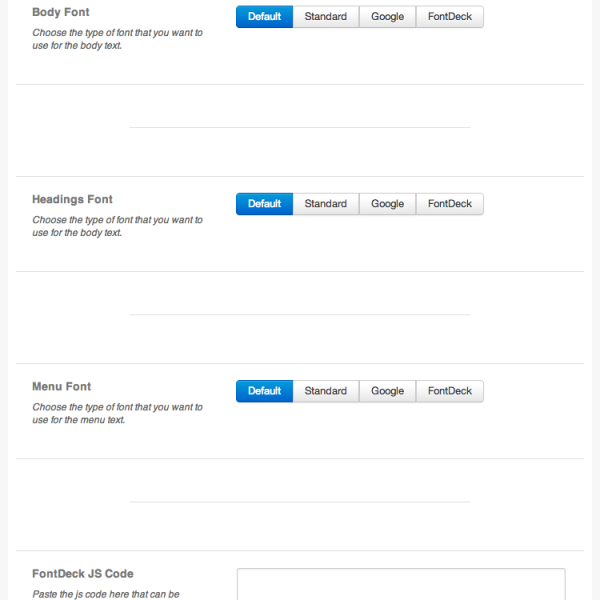 Body Font
Default Standard Google FontDeck
Choose the type of font that you want to
use for the body text.
Headings Font
Default Standard Google FontDeck
Choose the type of font that you want to
use for the body text.
Menu Font
Default Standard Google FontDeck
Choose the type of font that you want to
use for the menu text.
FontDeck JS Code
Paste the js code here that can be